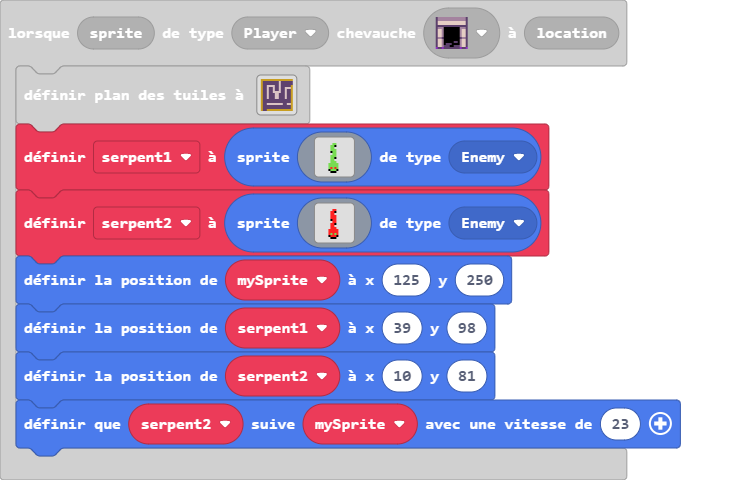 lorsque sprite de type Player chevauche à location
définir plan des tuiles à
définir serpent1 à sprite de type Enemy
définir serpent2 à sprite de type Enemy
définir la position de mySprite à x 125 y 250
définir la position de serpent1 à x 39 y 98
définir la position de serpent2 à x 10 y 81
définir que serpent2 suive mySprite avec une vitesse de 23